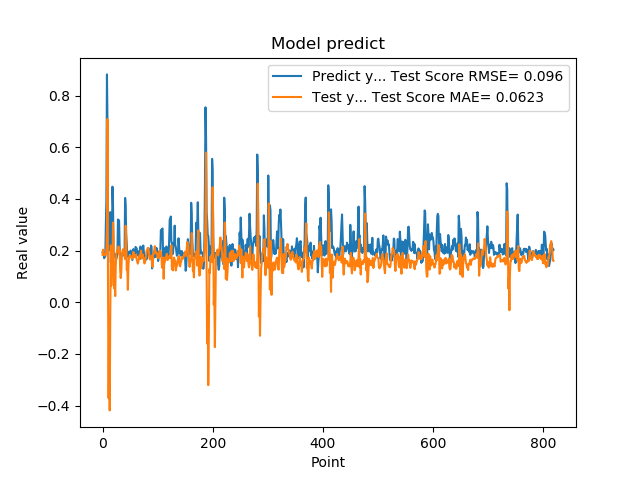 Model predict
Predict y... Test Score RMSE= 0.096
Test y... Test Score MAE= 0.0623
0.8
0.6
0.4
0.2
0.0
−0.2
−0.4
Real value
0 200 400 600 800
Point